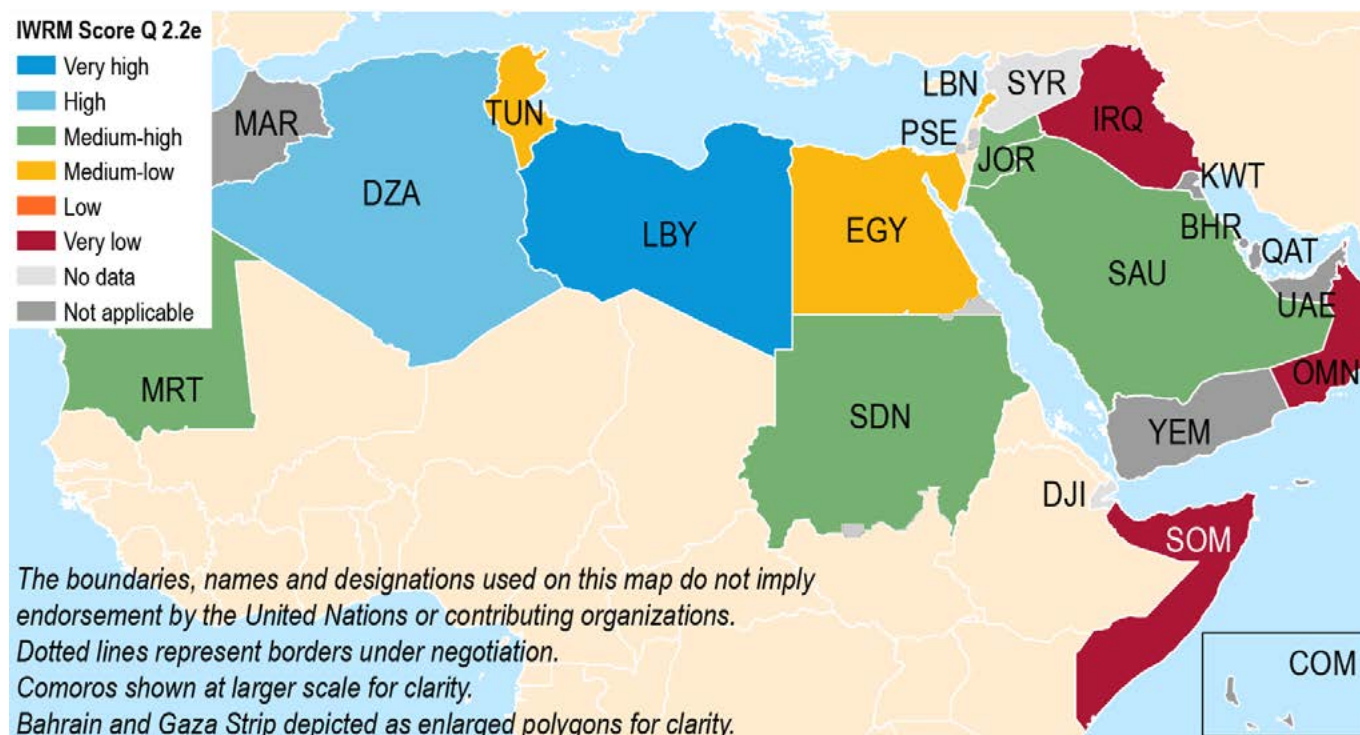 IWRM Score Q 2.2e
Very high
High
Medium-high
Medium-low
Low
Very low
No data
Not applicable
MAR
DZA
TUN
LBY
EGY
LBN
SYR
PSE
JOR
IRQ
KWT
BHR
QAT
SAU
UAE
OMN
MRT
SDN
YEM
DJI
SOM
COM
The boundaries, names and designations used on this map do not imply
endorsement by the United Nations or contributing organizations.
Dotted lines represent borders under negotiation.
Comoros shown at larger scale for clarity.
Bahrain and Gaza Strip depicted as enlarged polygons for clarity.